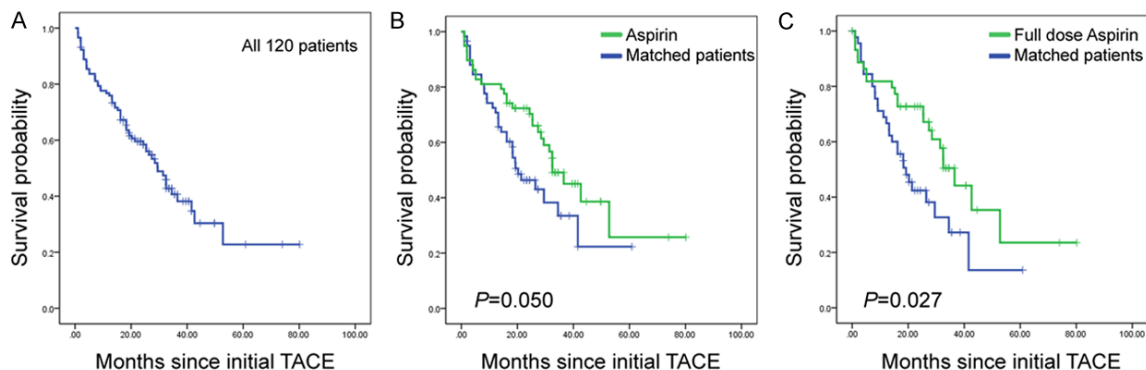 A
All 120 patients
Survival probability
1.0
0.8
0.6
0.4
0.2
0.0
.00 20.00 40.00 60.00 80.00 100.00
Months since initial TACE
B
Aspirin
Matched patients
Survival probability
1.0
0.8
0.6
0.4
0.2
0.0
P=0.050
.00 20.00 40.00 60.00 80.00 100.00
Months since initial TACE
C
Full dose Aspirin
Matched patients
Survival probability
1.0
0.8
0.6
0.4
0.2
0.0
P=0.027
.00 20.00 40.00 60.00 80.00 100.00
Months since initial TACE